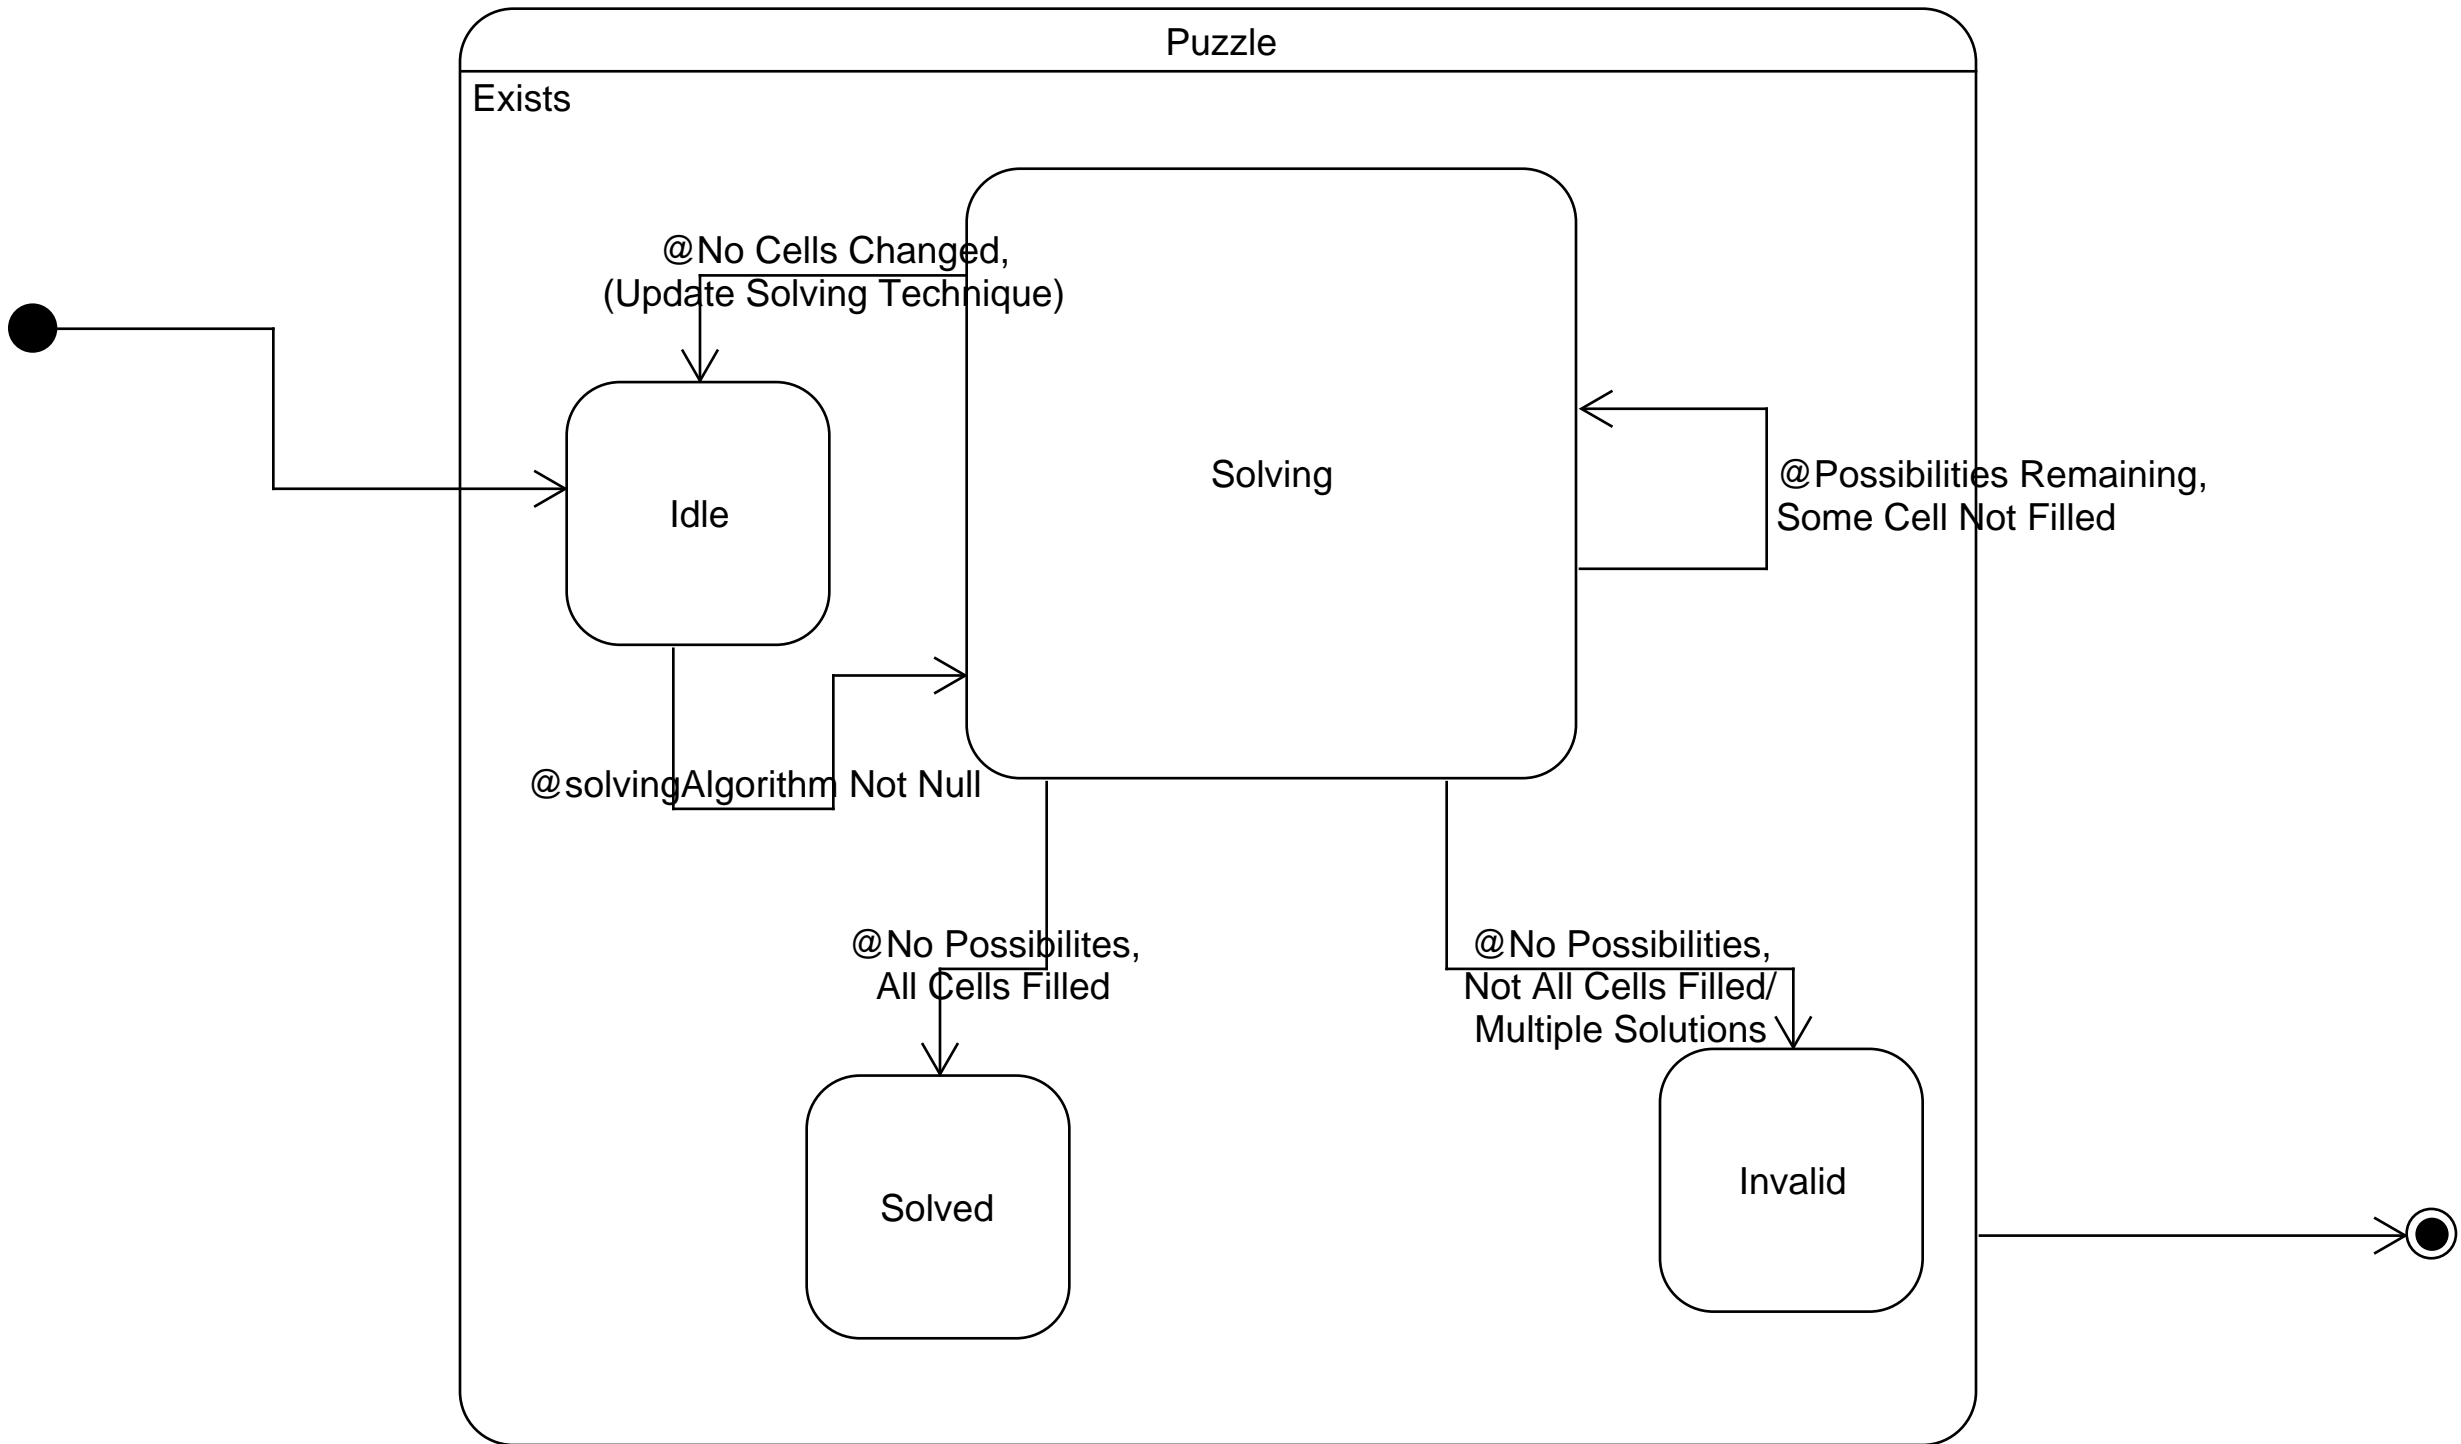 Puzzle
Exists
@No Cells Changed,
(Update Solving Technique)
Solving
@Possibilities Remaining,
Some Cell Not Filled
Idle
@solvingAlgorithm Not Null
@No Possibilites,
All Cells Filled
@No Possibilities,
Not All Cells Filled/
Multiple Solutions
Invalid
Solved